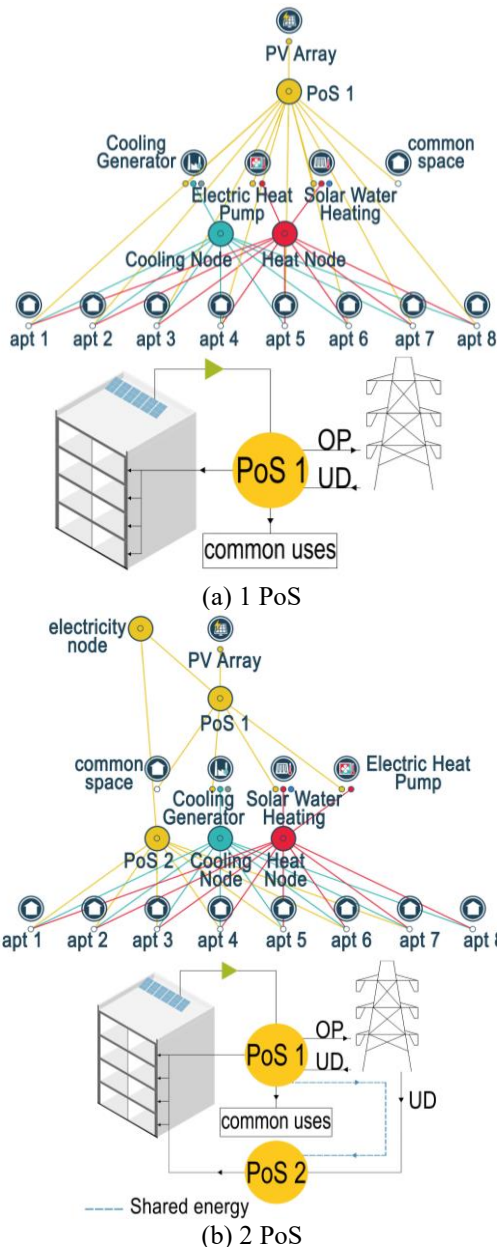 PV Array
PoS 1
Cooling
Generator
common
space
Electric Heat
Pump
Solar Water
Heating
Cooling Node
Heat Node
apt 1
apt 2
apt 3
apt 4
apt 5
apt 6
apt 7
apt 8
OP
PoS 1
UD
common uses
(a) 1 PoS
electricity
node
PV Array
PoS 1
common
space
Electric Heat
Pump
Cooling
Generator
Solar Water
Heating
PoS 2
Cooling
Node
Heat
Node
apt 1
apt 2
apt 3
apt 4
apt 5
apt 6
apt 7
apt 8
OP
PoS 1
UD
UD
common uses
PoS 2
Shared energy
(b) 2 PoS